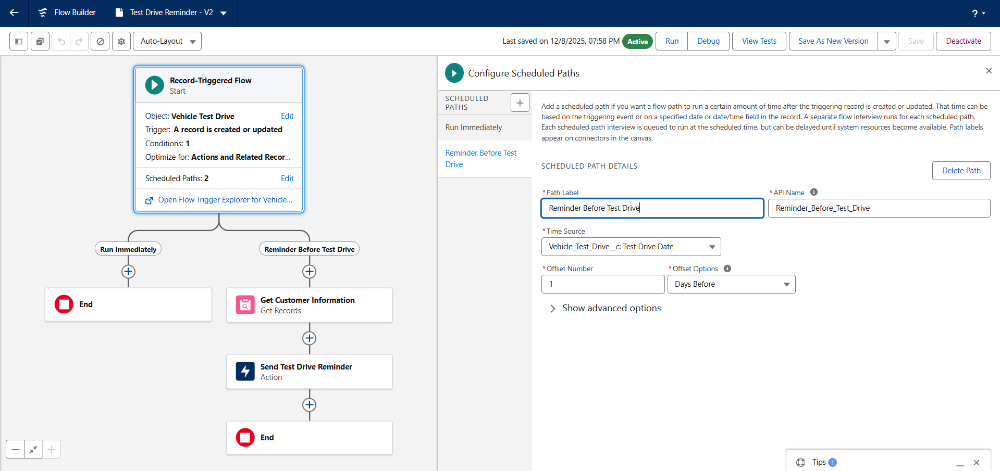 Flow Builder
Test Drive Reminder - V2
?
Auto-Layout
Last saved on 12/8/2025, 07:58 PM
Active
Run
Debug
View Tests
Save As New Version
Save
Deactivate
Record-Triggered Flow
Start
Object: Vehicle Test Drive
Edit
Trigger: A record is created or updated
Conditions: 1
Optimize for: Actions and Related Recor...
Scheduled Paths: 2
Edit
Open Flow Trigger Explorer for Vehicle...
Run Immediately
Reminder Before Test Drive
End
Get Customer Information
Get Records
Send Test Drive Reminder
Action
End
Configure Scheduled Paths
SCHEDULED
PATHS
Run Immediately
Reminder Before Test
Drive
Add a scheduled path if you want a flow path to run a certain amount of time after the triggering record is created or updated. That time can be
based on the triggering event or on a specified date or date/time field in the record. A separate flow interview runs for each scheduled path.
Each scheduled path interview is queued to run at the scheduled time, but can be delayed until system resources become available. Path labels
appear on connectors in the canvas.
SCHEDULED PATH DETAILS
Delete Path
*Path Label
Reminder Before Test Drive
*API Name
Reminder_Before_Test_Drive
*Time Source
Vehicle_Test_Drive__c: Test Drive Date
*Offset Number
1
*Offset Options
Days Before
Show advanced options
Tips 1